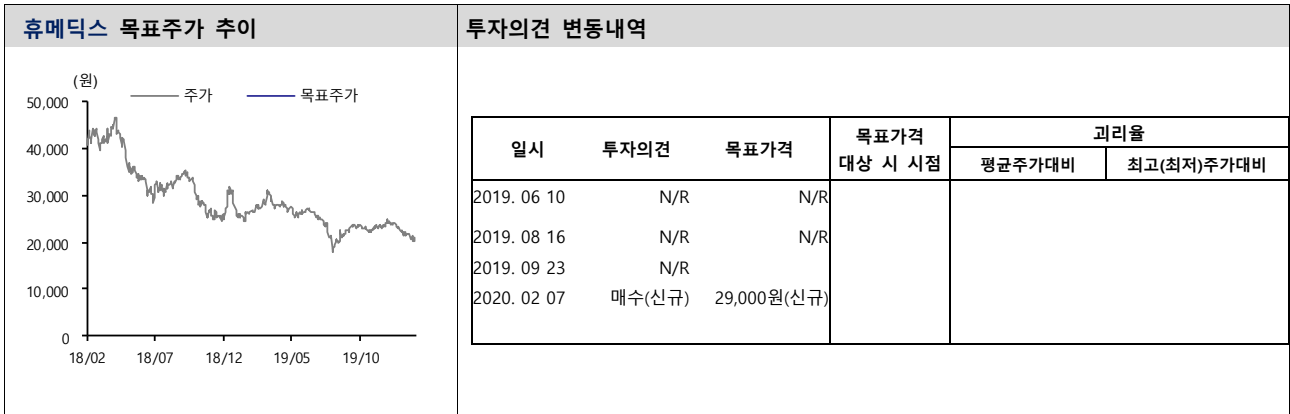 휴메딕스 목표주가 추이
(원)
주가
목표주가
50,000
40,000
30,000
20,000
10,000
0
18/02 18/07 18/12 19/05 19/10
투자의견 변동내역
일시 투자의견 목표가격 목표가격 대상 시 시점 괴리율
평균주가대비 최고(최저)주가대비
2019. 06 10 N/R N/R
2019. 08 16 N/R N/R
2019. 09 23 N/R
2020. 02 07 매수(신규) 29,000원(신규)